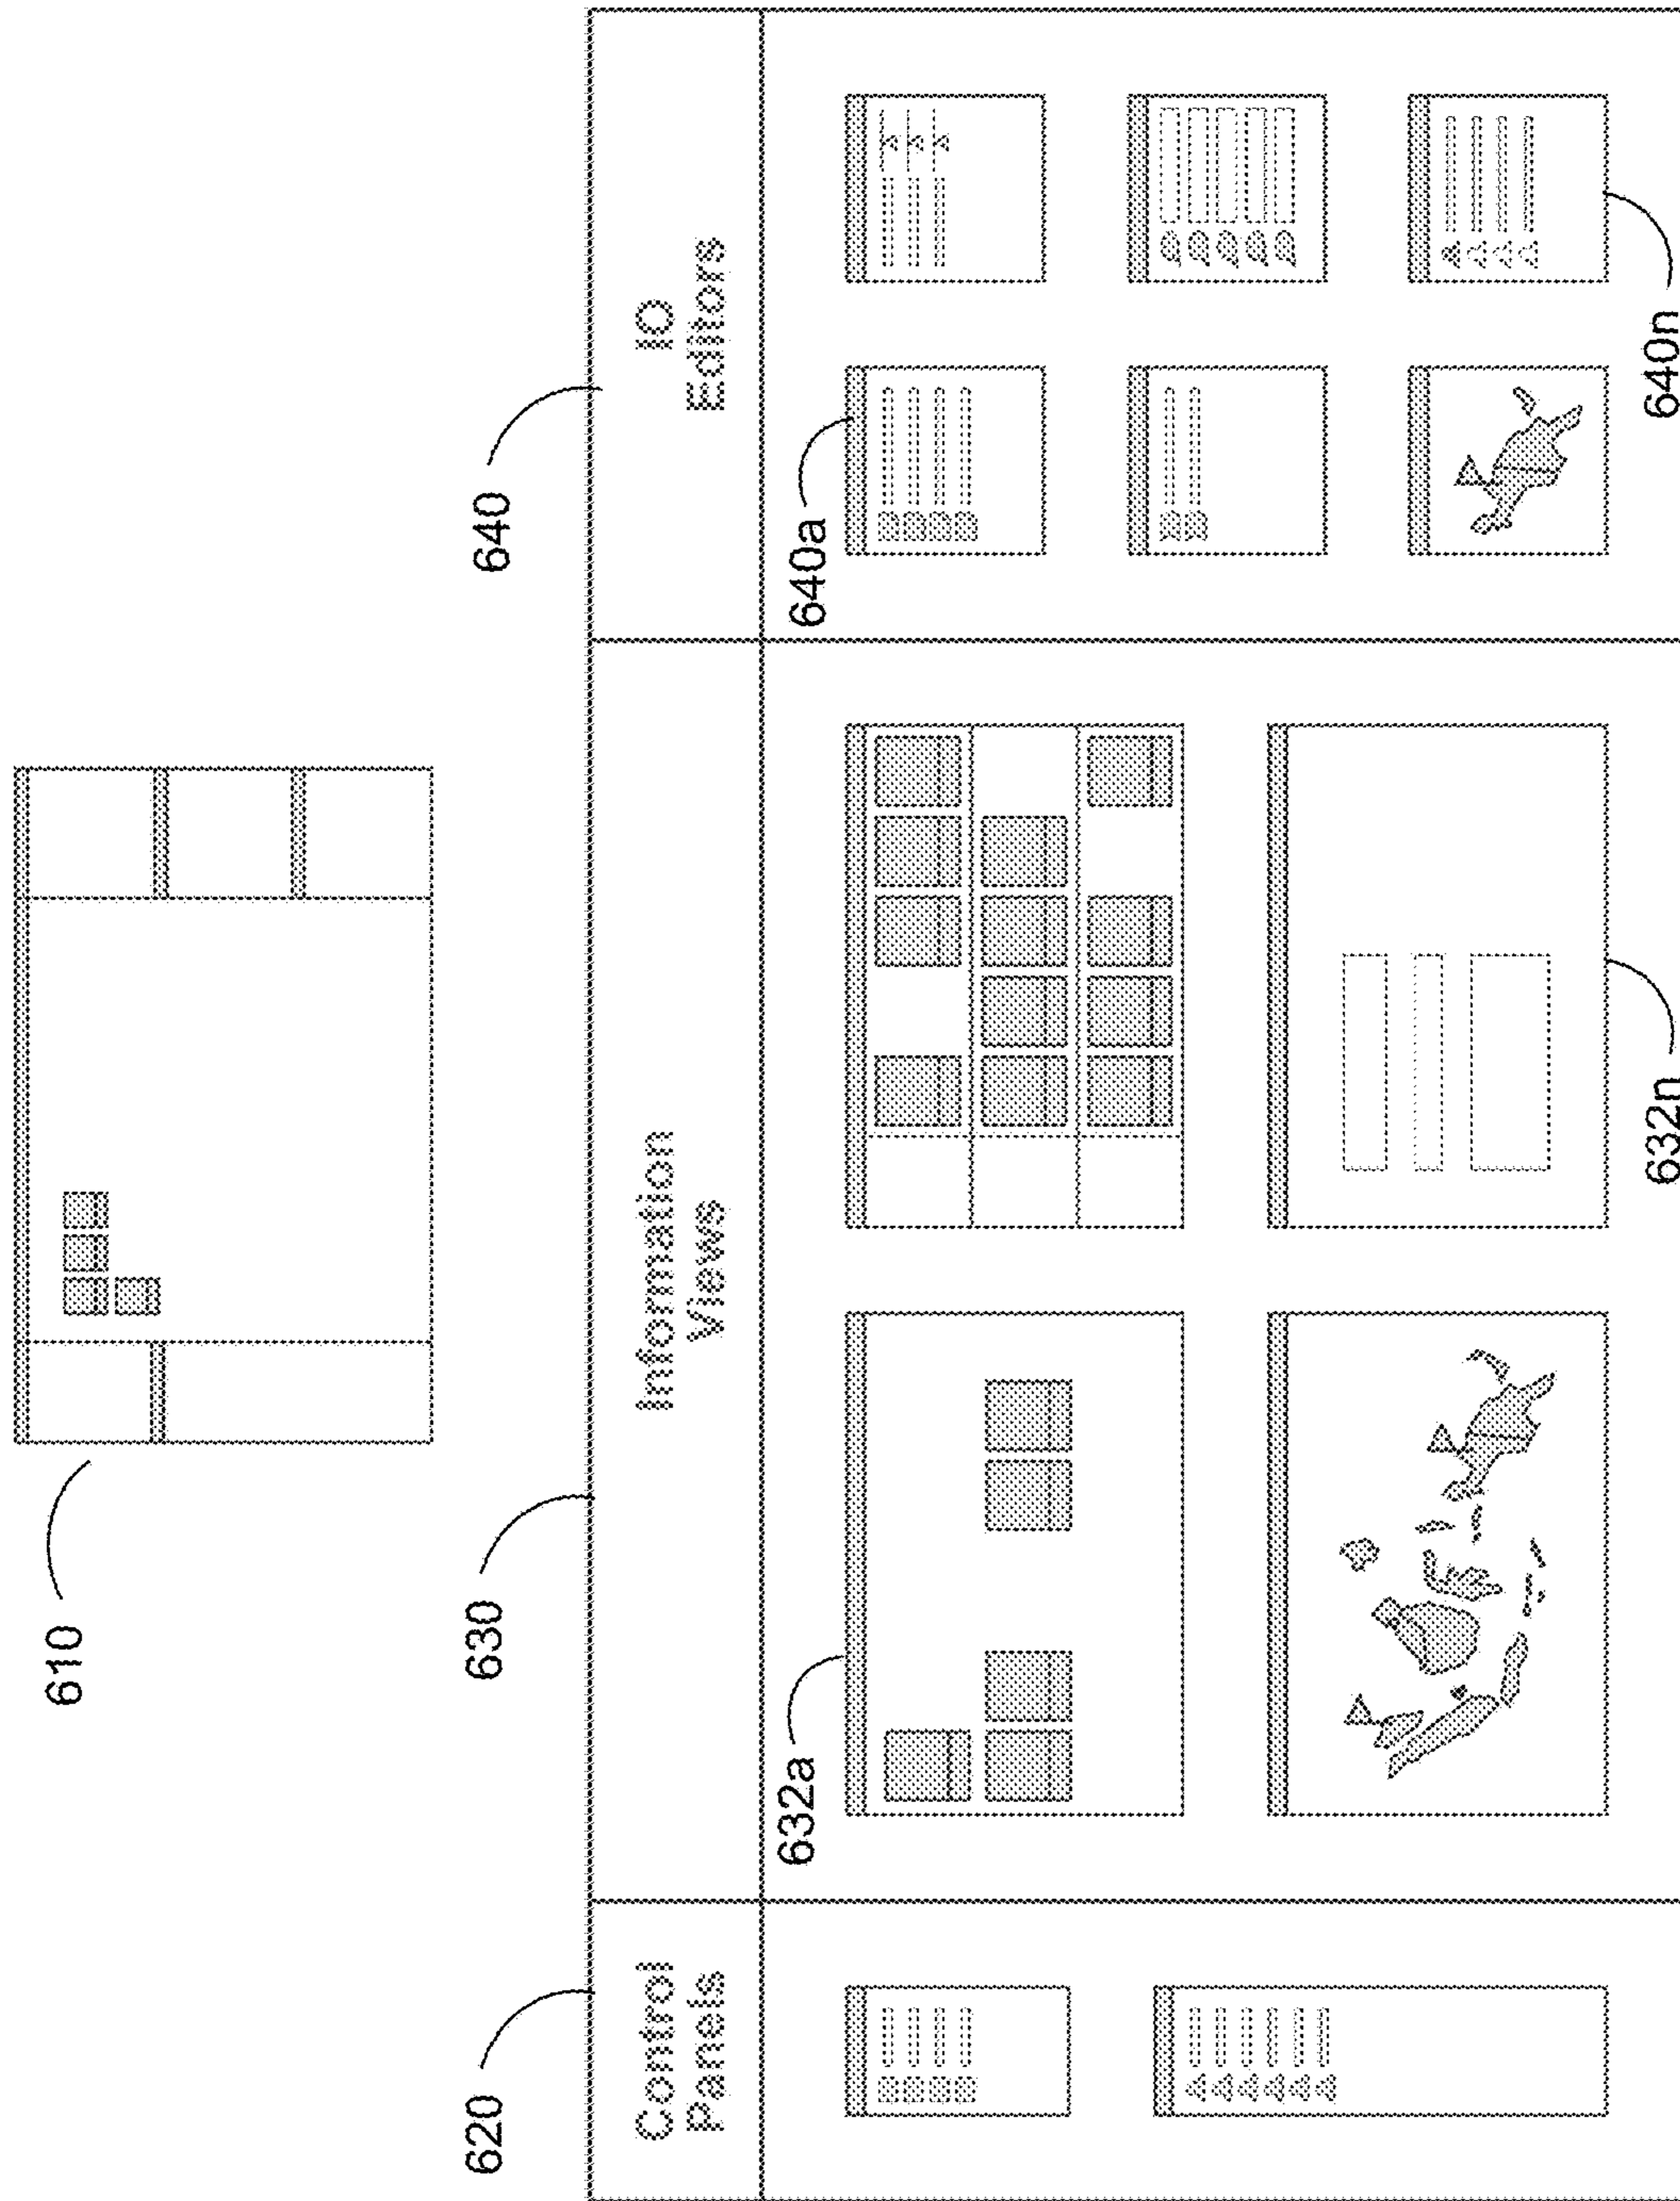 610
620
630
640
Control
Panels
Information
Views
IO
Editors
632a
640a
632n
640n